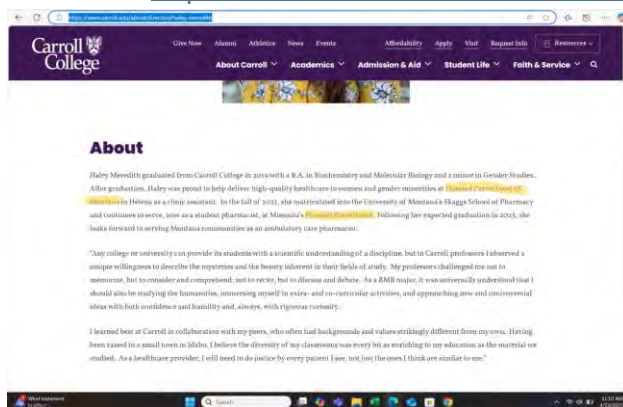 https://www.carroll.edu/alumni/directory/haley-meredith
Carroll
College
Give Now Alumni Athletics News Events Affordability Apply Visit Request Info Resources
About Carroll Academics Admission & Aid Student Life Faith & Service
About
Haley Meredith graduated from Carroll College in 2019 with a B.A. in Biochemistry and Molecular Biology and a minor in Gender Studies.
After graduation, Haley was proud to help deliver high-quality healthcare to women and gender minorities at Planned Parenthood of
Montana in Helena as a clinic assistant. In the fall of 2021, she matriculated into the University of Montana's Skaggs School of Pharmacy
and continues to serve, now as a student pharmacist, at Missoula's Planned Parenthood. Following her expected graduation in 2025, she
looks forward to serving Montana communities as an ambulatory care pharmacist.
"Any college or university can provide its students with a scientific understanding of a discipline, but in Carroll professors I observed a
unique willingness to describe the mysteries and the beauty inherent in their fields of study. My professors challenged me not to
memorize, but to consider and comprehend; not to recite, but to discuss and debate. As a BMB major, it was universally understood that I
should also be studying the humanities, immersing myself in extra- and co-curricular activities, and approaching new and controversial
ideas with both confidence and humility and, always, with rigorous curiosity.
I learned best at Carroll in collaboration with my peers, who often had backgrounds and values strikingly different from my own. Having
been raised in a small town in Idaho, I believe the diversity of my classrooms was every bit as enriching to my education as the material we
studied. As a healthcare provider, I will need to do justice by every patient I see, not just the ones I think are similar to me."
Search